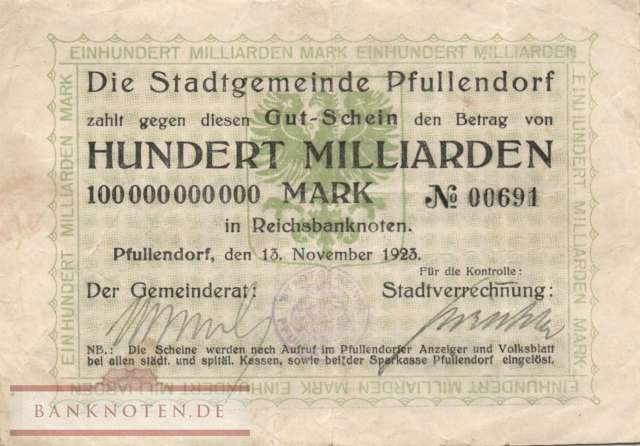 EINHUNDERT MILLIARDEN MARK EINHUNDERT MILLIARDEN
Die Stadtgemeinde Pfullendorf
zahlt gegen diesen Gut-Schein den Betrag von
HUNDERT MILLIARDEN
100 000 000 000 MARK № 00691
in Reichsbanknoten.
Pfullendorf, den 13. November 1923.
Für die Kontrolle:
Der Gemeinderat: Stadtverrechnung:
NB.: Die Scheine werden nach Aufruf im Pfullendorfer Anzeiger und Volksblatt
bei allen städt. und spitäl. Kassen, sowie bei der Sparkasse Pfullendorf eingelöst.
EINHUNDERT MILLIARDEN MARK
EINHUNDERT MILLIARDEN MARK
EINHUNDERT MILLIARDEN MARK EINHUNDERT MILLIARDEN
BANKNOTEN.DE